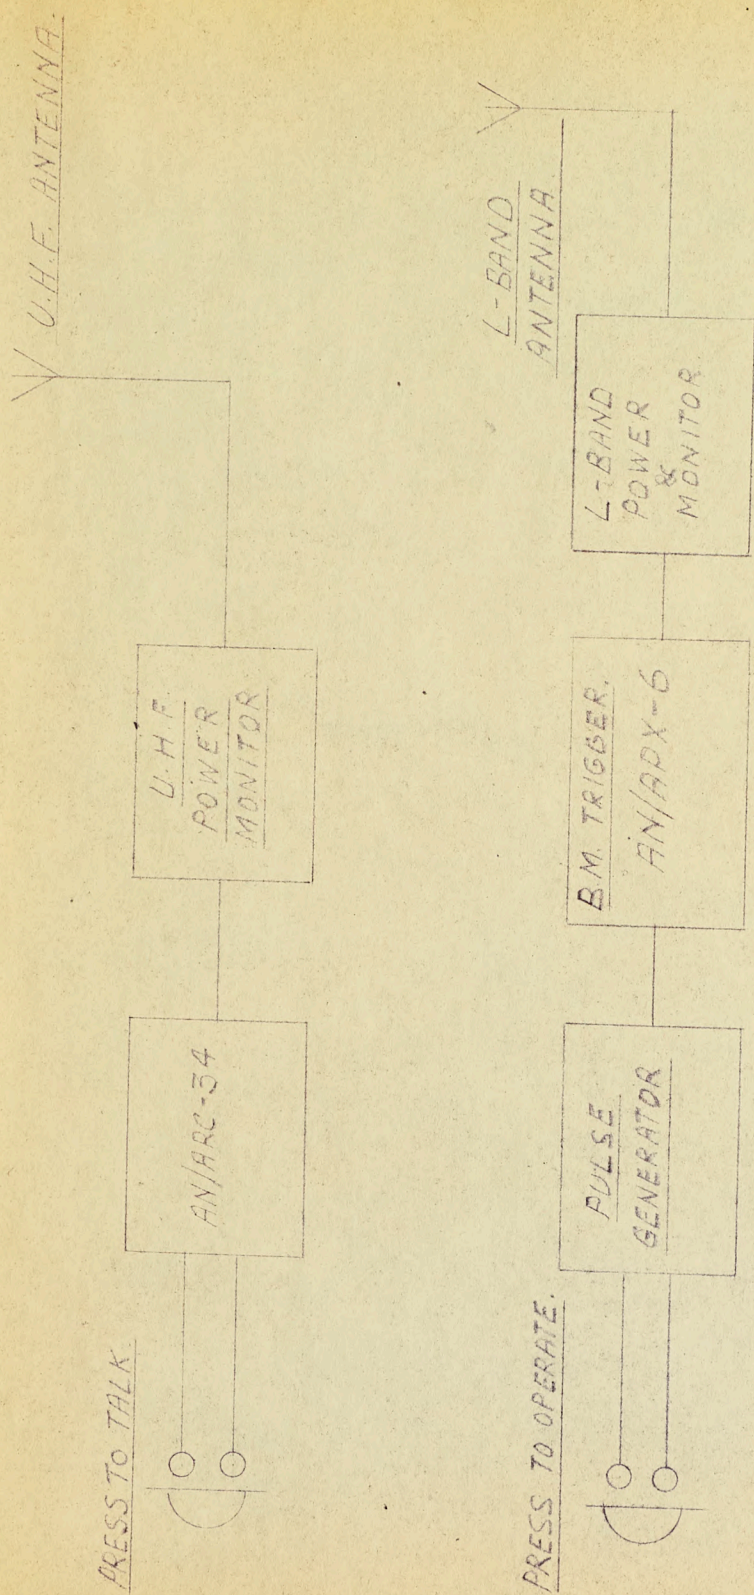 PRESS TO TALK
AN/ARC-34
U.H.F.
POWER
MONITOR
U.H.F. ANTENNA.
PRESS TO OPERATE.
PULSE
GENERATOR
B.M. TRIGGER.
AN/APX-6
L-BAND
POWER
&
MONITOR
L-BAND
ANTENNA